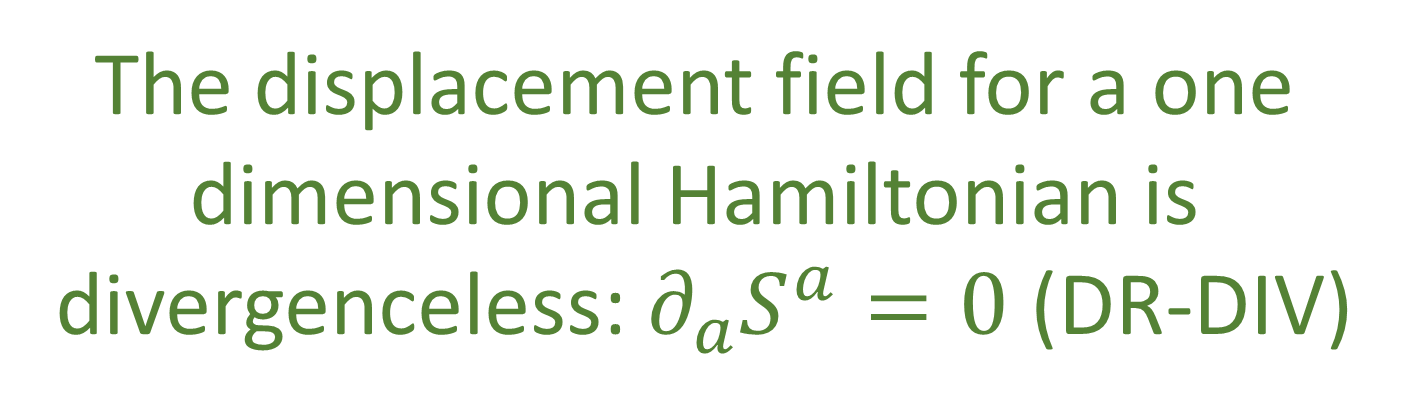 The displacement field for a one
dimensional Hamiltonian is
divergenceless: ∂ₐSᵃ = 0 (DR-DIV)